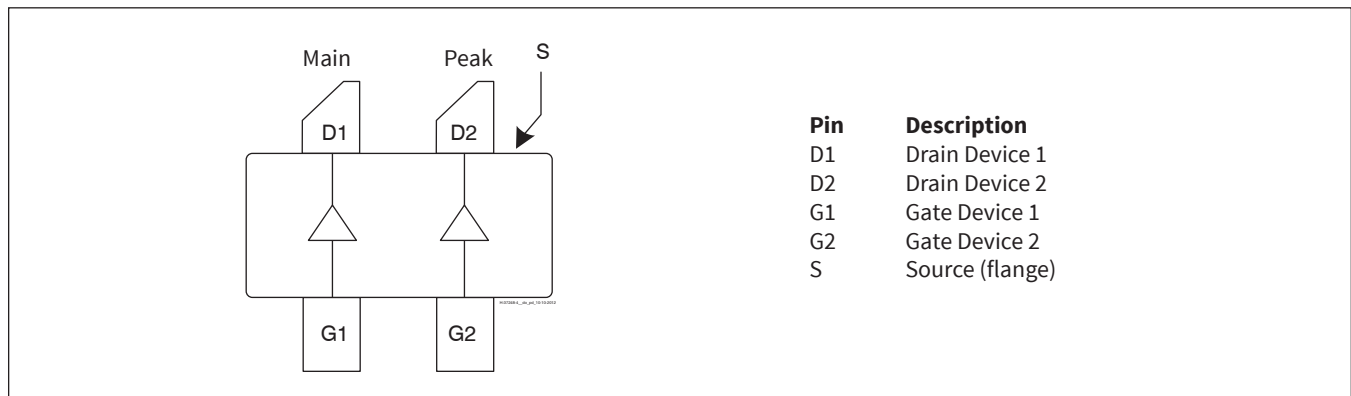 Main Peak S
D1 D2
G1 G2
Pin Description
D1 Drain Device 1
D2 Drain Device 2
G1 Gate Device 1
G2 Gate Device 2
S Source (flange)